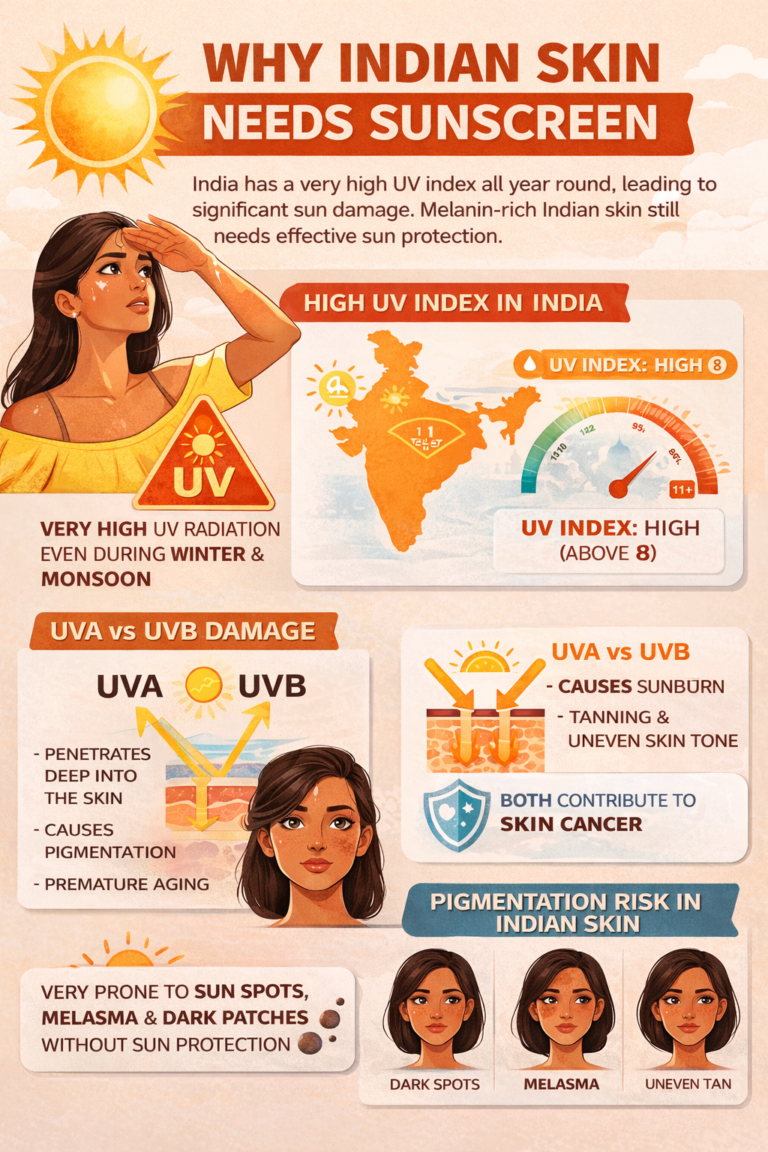 WHY INDIAN SKIN
NEEDS SUNSCREEN
India has a very high UV index all year round, leading to
significant sun damage. Melanin-rich Indian skin still
needs effective sun protection.
HIGH UV INDEX IN INDIA
UV INDEX: HIGH 8
11+
UV INDEX: HIGH
(ABOVE 8)
UV
VERY HIGH UV RADIATION
EVEN DURING WINTER &
MONSOON
UVA vs UVB DAMAGE
UVA UVB
- PENETRATES
DEEP INTO
THE SKIN
- CAUSES
PIGMENTATION
- PREMATURE AGING
UVA vs UVB
- CAUSES SUNBURN
- TANNING &
UNEVEN SKIN TONE
BOTH CONTRIBUTE TO
SKIN CANCER
PIGMENTATION RISK IN
INDIAN SKIN
VERY PRONE TO SUN SPOTS,
MELASMA & DARK PATCHES
WITHOUT SUN PROTECTION
DARK SPOTS
MELASMA
UNEVEN TAN